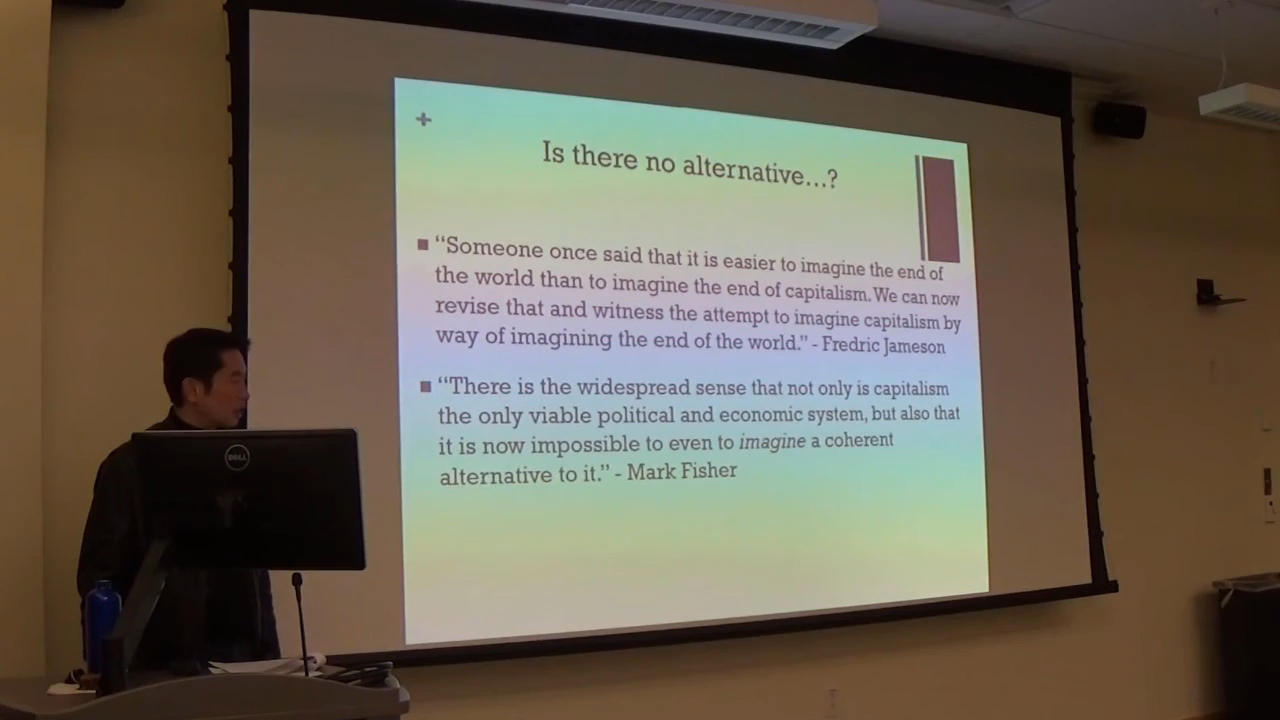 +
Is there no alternative...?
■ “Someone once said that it is easier to imagine the end of
the world than to imagine the end of capitalism. We can now
revise that and witness the attempt to imagine capitalism by
way of imagining the end of the world.” - Fredric Jameson
■ “There is the widespread sense that not only is capitalism
the only viable political and economic system, but also that
it is now impossible to even to imagine a coherent
alternative to it.” - Mark Fisher
DELL